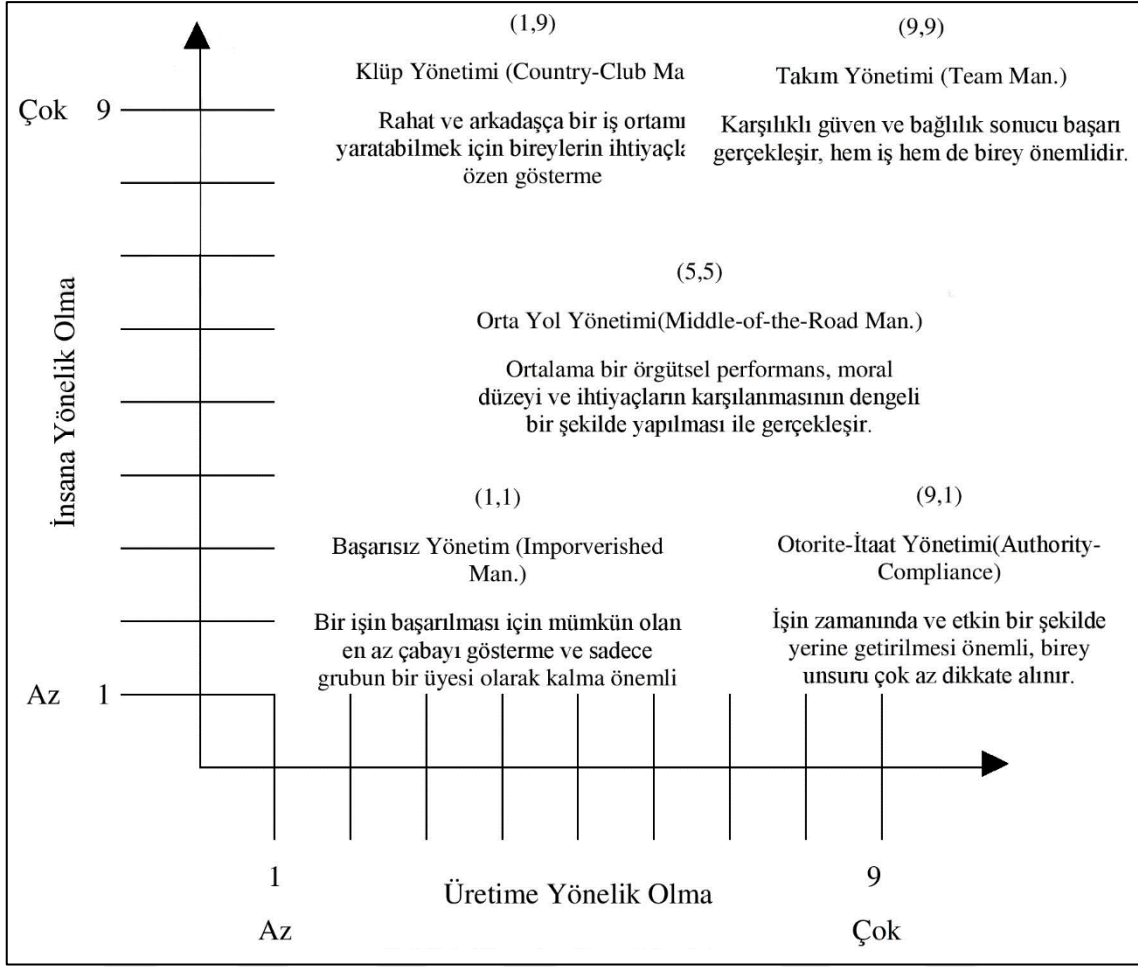 (1,9)
Klüp Yönetimi (Country-Club Ma
Rahat ve arkadaşça bir iş ortamı
yaratabilmek için bireylerin ihtiyaçla
özen gösterme
(9,9)
Takım Yönetimi (Team Man.)
Karşılıklı güven ve bağlılık sonucu başarı
gerçekleşir, hem iş hem de birey önemlidir.
Çok 9
İnsana Yönelik Olma
(5,5)
Orta Yol Yönetimi(Middle-of-the-Road Man.)
Ortalama bir örgütsel performans, moral
düzeyi ve ihtiyaçların karşılanmasının dengeli
bir şekilde yapılması ile gerçekleşir.
(1,1)
Başarısız Yönetim (Imporverished
Man.)
Bir işin başarılması için mümkün olan
en az çabayı gösterme ve sadece
grubun bir üyesi olarak kalma önemli
(9,1)
Otorite-İtaat Yönetimi(Authority-
Compliance)
İşin zamanında ve etkin bir şekilde
yerine getirilmesi önemli, birey
unsuru çok az dikkate alınır.
Az 1
1
9
Üretime Yönelik Olma
Az
Çok